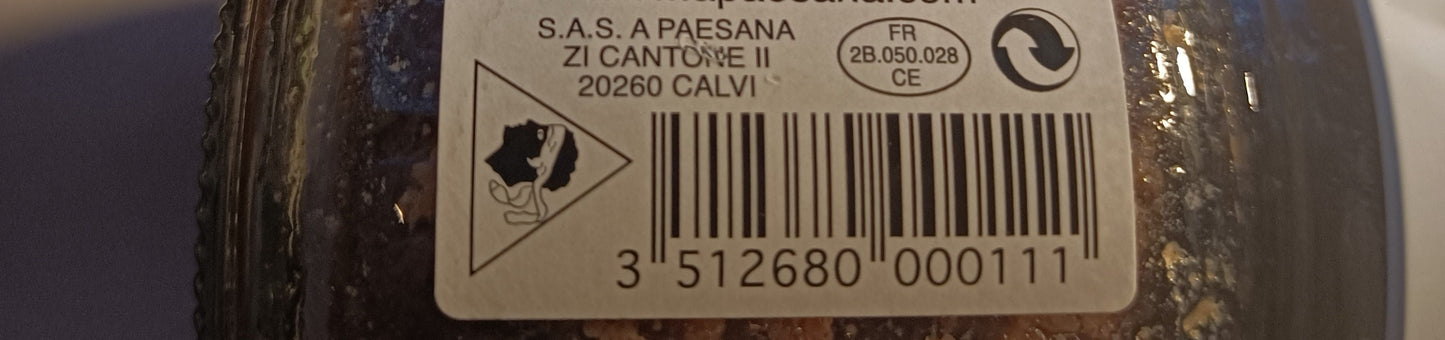 S.A.S. A PAESANA
ZI CANTONE II
20260 CALVI
FR
2B.050.028
CE
3 512680 000111